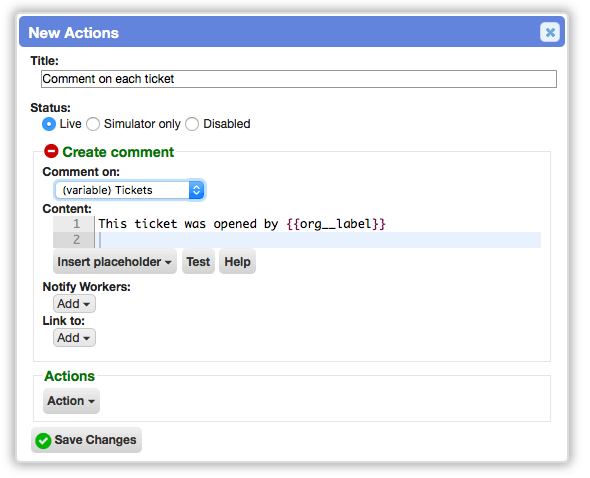 New Actions
Title:
Comment on each ticket
Status:
Live Simulator only Disabled
Create comment
Comment on:
(variable) Tickets
Content:
1 This ticket was opened by {{org__label}}
2
Insert placeholder Test Help
Notify Workers:
Add
Link to:
Add
Actions
Action
Save Changes